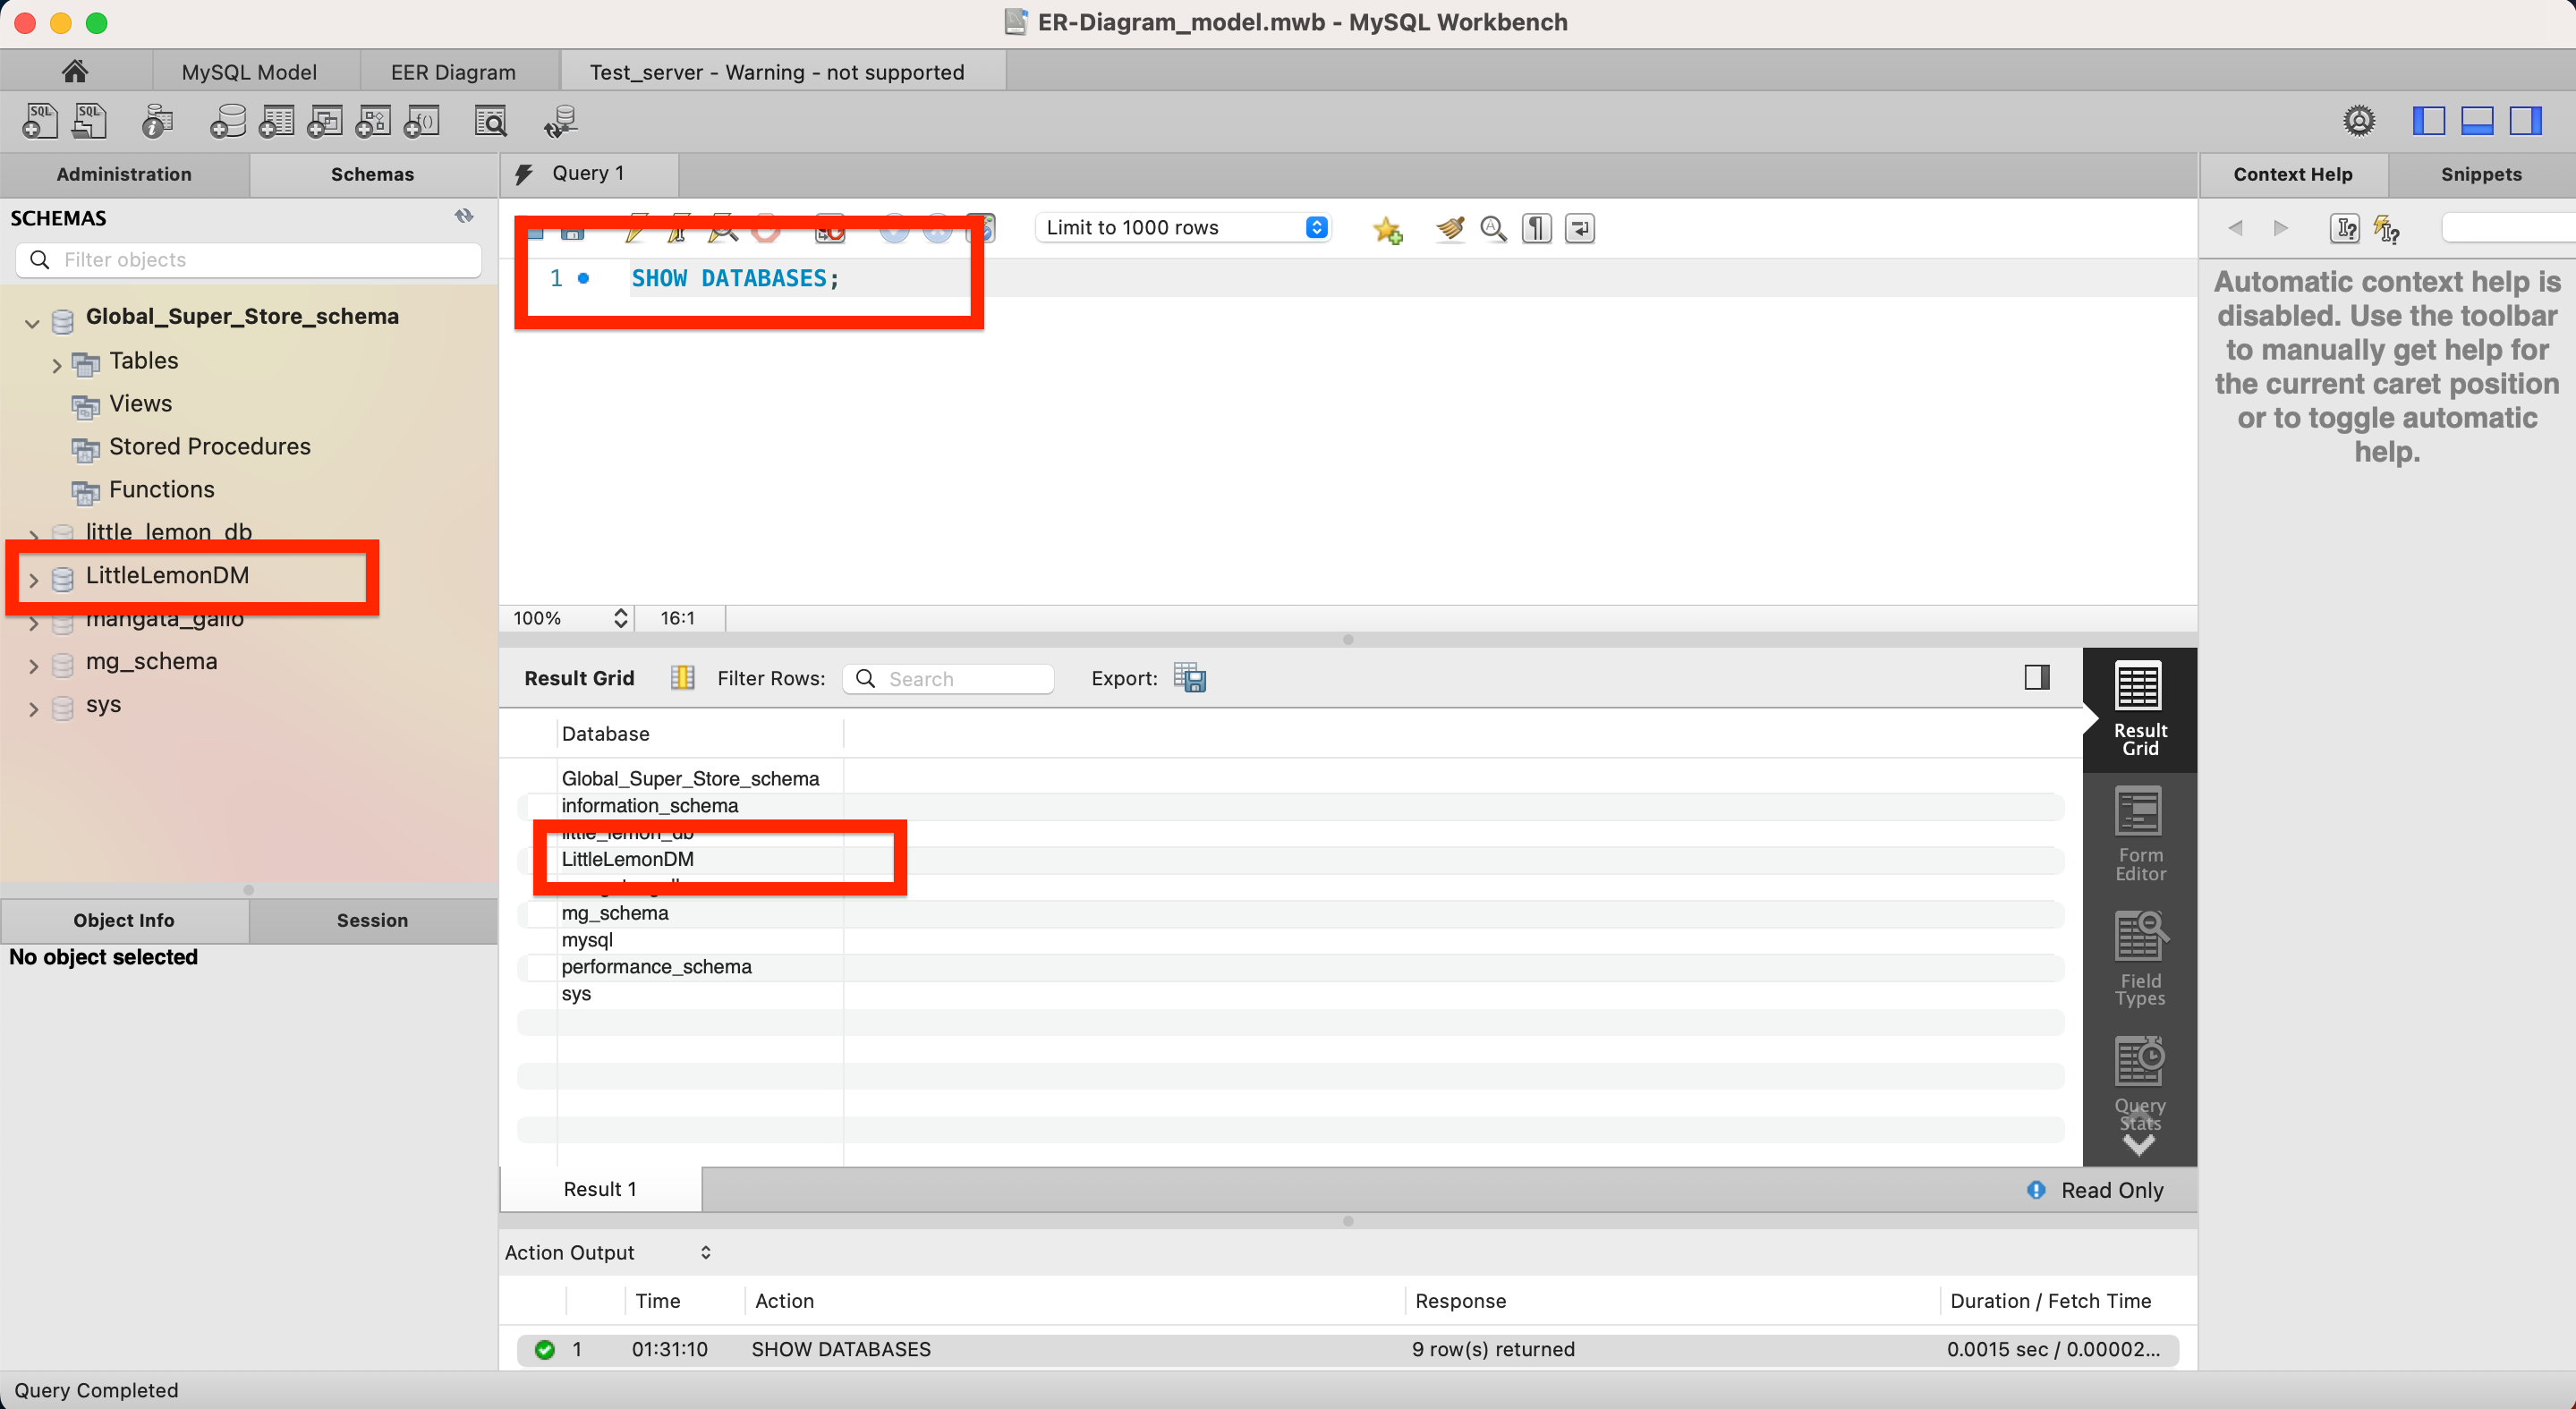 ER-Diagram_model.mwb - MySQL Workbench
MySQL Model
EER Diagram
Test_server - Warning - not supported
SQL
SQL
Administration
Schemas
Query 1
Context Help
Snippets
SCHEMAS
Limit to 1000 rows
Filter objects
1
SHOW DATABASES;
Automatic context help is
disabled. Use the toolbar
to manually get help for
the current caret position
or to toggle automatic
help.
Global_Super_Store_schema
Tables
Views
Stored Procedures
Functions
little_lemon_db
LittleLemonDM
mangata_gallo
mg_schema
sys
100%
16:1
Result Grid
Filter Rows:
Search
Export:
Database
Global_Super_Store_schema
information_schema
little_lemon_db
LittleLemonDM
mg_schema
mysql
performance_schema
sys
Result
Grid
Form
Editor
Field
Types
Query
Stats
Object Info
Session
No object selected
Result 1
Read Only
Action Output
Time
Action
Response
Duration / Fetch Time
1
01:31:10
SHOW DATABASES
9 row(s) returned
0.0015 sec / 0.00002...
Query Completed